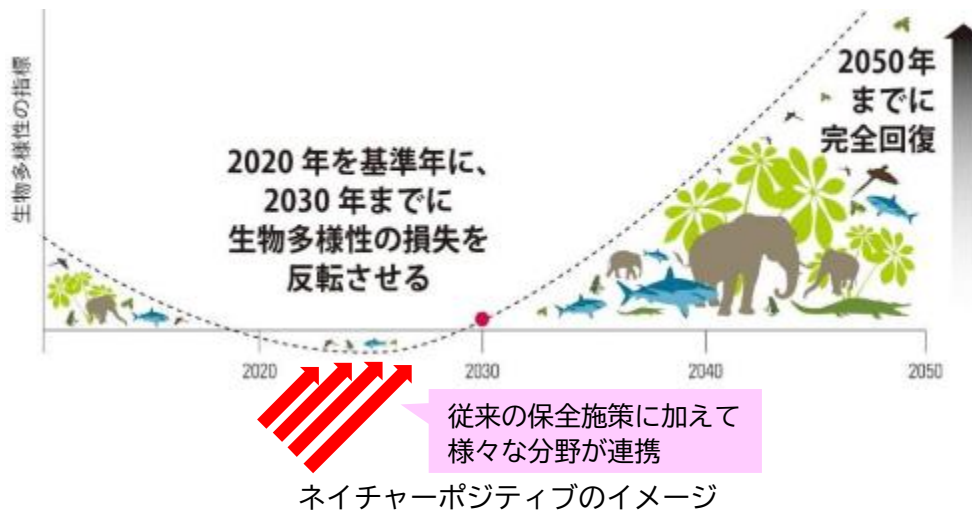 生物多様性の指標
2050年
までに
完全回復
2020 年を基準年に、
2030 年までに
生物多様性の損失を
反転させる
2020
2030
2040
2050
従来の保全施策に加えて
様々な分野が連携
ネイチャーポジティブのイメージ